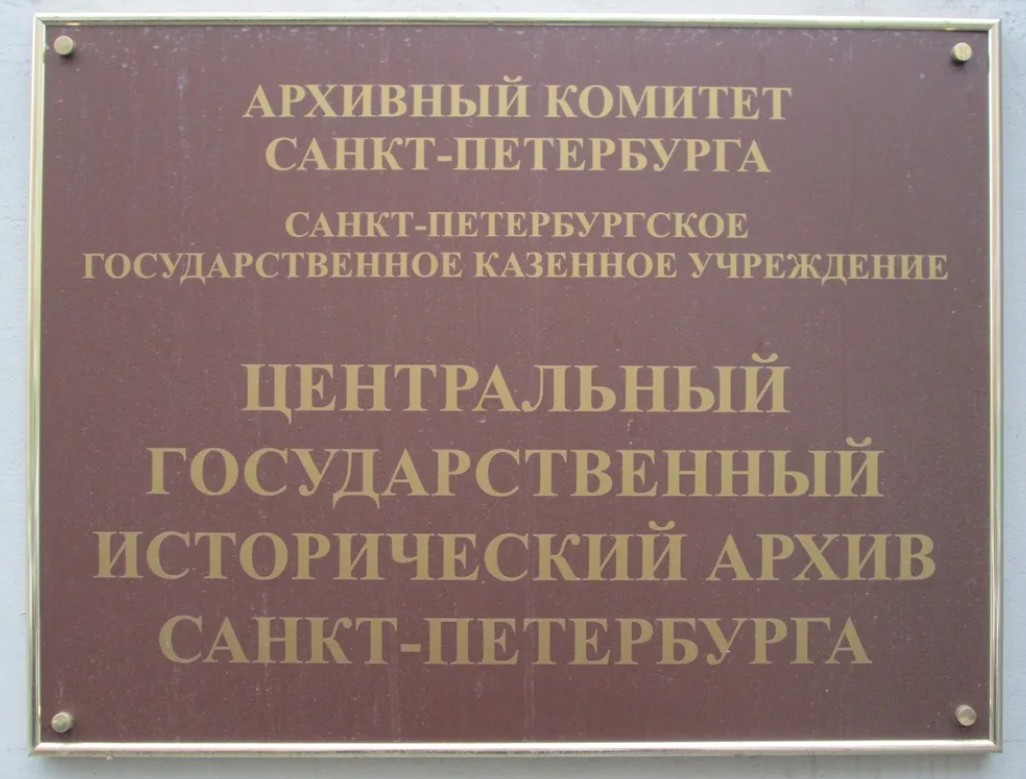 АРХИВНЫЙ КОМИТЕТ
САНКТ-ПЕТЕРБУРГА
САНКТ-ПЕТЕРБУРГСКОЕ
ГОСУДАРСТВЕННОЕ КАЗЕННОЕ УЧРЕЖДЕНИЕ
ЦЕНТРАЛЬНЫЙ
ГОСУДАРСТВЕННЫЙ
ИСТОРИЧЕСКИЙ АРХИВ
САНКТ-ПЕТЕРБУРГА